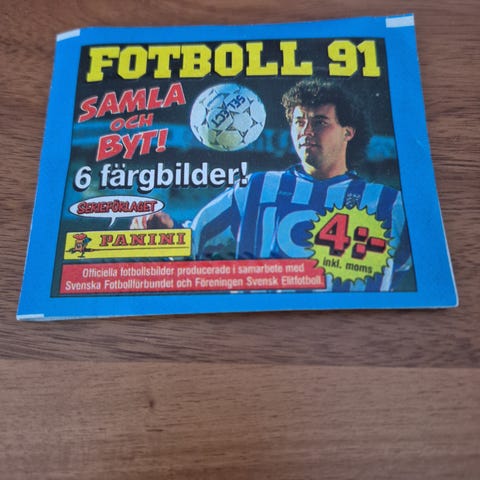 FOTBOLL 91
SAMLA
OCH
BYT!
SELECT
6 färgbilder!
SERIEFÖRLAGET
PANINI
4:-
inkl. moms
Officiella fotbollsbilder producerade i samarbete med
Svenska Fotbollförbundet och Föreningen Svensk Elitfotboll.